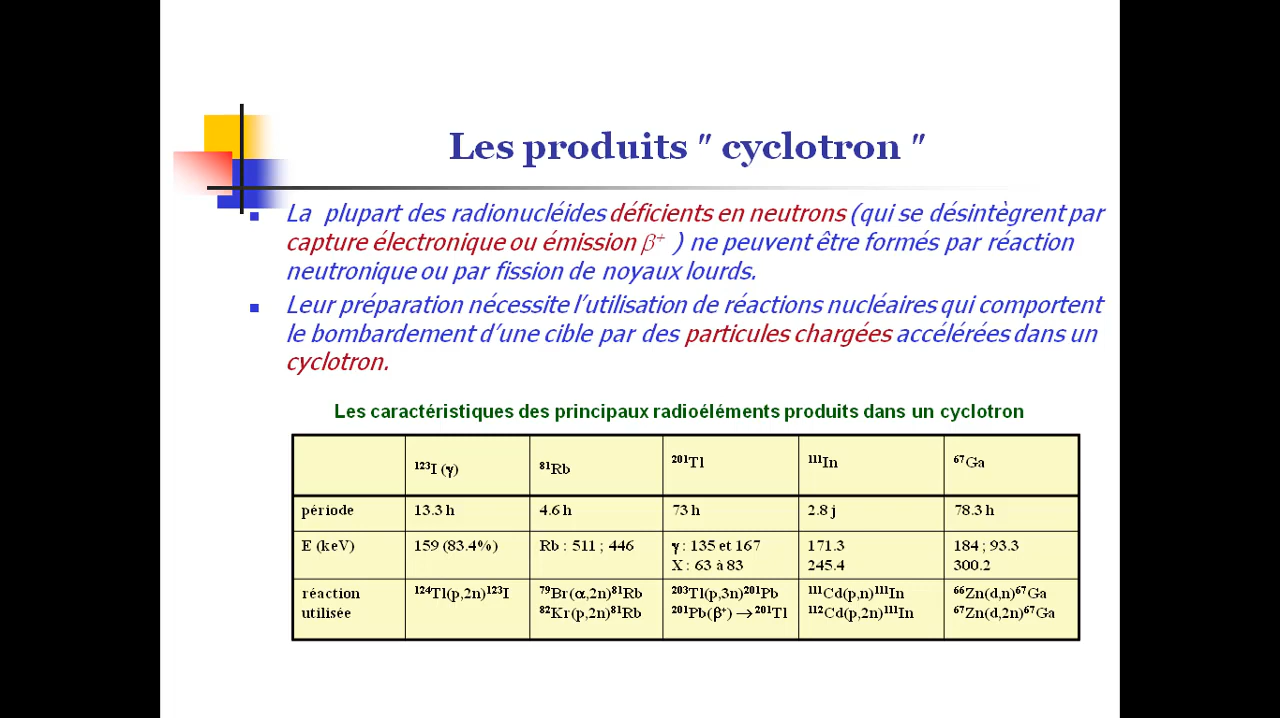 Les produits " cyclotron "
La plupart des radionucléides déficients en neutrons (qui se désintègrent par
capture électronique ou émission β⁺ ) ne peuvent être formés par réaction
neutronique ou par fission de noyaux lourds.
Leur préparation nécessite l'utilisation de réactions nucléaires qui comportent
le bombardement d'une cible par des particules chargées accélérées dans un
cyclotron.
Les caractéristiques des principaux radioéléments produits dans un cyclotron
¹²³I (γ) ⁸¹Rb ²⁰¹Tl ¹¹¹In ⁶⁷Ga
période 13.3 h 4.6 h 73 h 2.8 j 78.3 h
E (keV) 159 (83.4%) Rb : 511 ; 446 γ : 135 et 167 171.3 184 ; 93.3
X : 63 à 83 245.4 300.2
réaction ¹²⁴Tl(p,2n)¹²³I ⁷⁹Br(α,2n)⁸¹Rb ²⁰³Tl(p,3n)²⁰¹Pb ¹¹¹Cd(p,n)¹¹¹In ⁶⁶Zn(d,n)⁶⁷Ga
utilisée ⁸²Kr(p,2n)⁸¹Rb ²⁰¹Pb(β⁺) → ²⁰¹Tl ¹¹²Cd(p,2n)¹¹¹In ⁶⁷Zn(d,2n)⁶⁷Ga